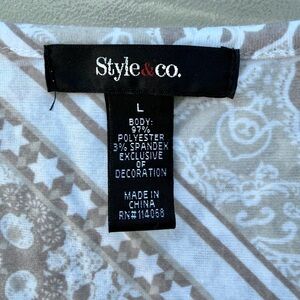 Style&co.
L
BODY:
97%
POLYESTER
3% SPANDEX
EXCLUSIVE
OF
DECORATION
MADE IN
CHINA
RN#114068